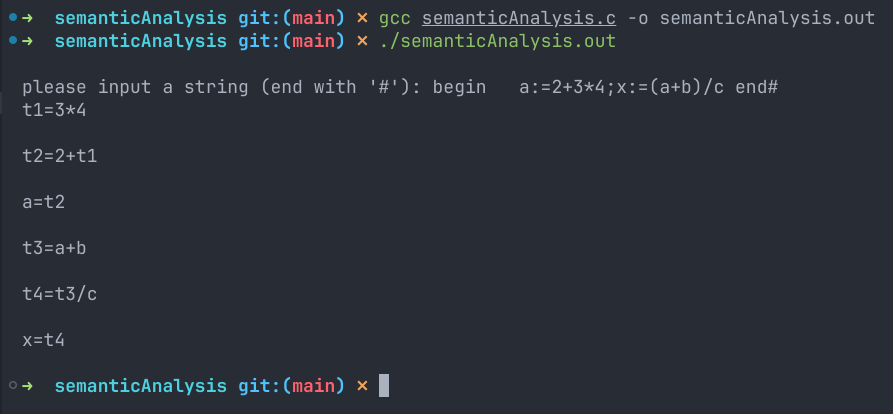 → semanticAnalysis git:(main) × gcc semanticAnalysis.c -o semanticAnalysis.out
→ semanticAnalysis git:(main) × ./semanticAnalysis.out
please input a string (end with '#'): begin   a:=2+3*4;x:=(a+b)/c end#
t1=3*4
t2=2+t1
a=t2
t3=a+b
t4=t3/c
x=t4
→ semanticAnalysis git:(main) ×